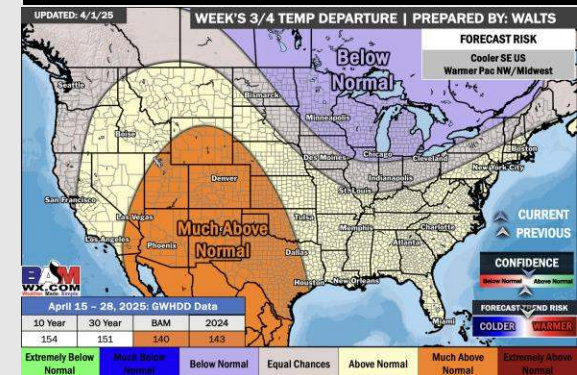 UPDATED: 4/1/25
WEEK'S 3/4 TEMP DEPARTURE | PREPARED BY: WALTS
FORECAST RISK
Cooler SE US
Warmer Pac NW/Midwest
Below
Normal
Seattle
Bismarck
Minneapolis
Boise
Boston
Des Moines
Chicago
Cleveland
New York City
Indianapolis
Denver
St Louis
San Francisco
Las Vegas
Much Above
Normal
Tulsa
Memphis
Charlotte
Los Angeles
Phoenix
Atlanta
Dallas
Houston
New Orleans
Miami
CURRENT
PREVIOUS
CONFIDENCE
Below Normal
Above Normal
FORECAST TREND RISK
COLDER
WARMER
BAM
WX.COM
Weather Made Simple
April 15 – 28, 2025: GWHDD Data
10 Year 30 Year BAM 2024
154 151 140 143
Extremely Below Normal
Much Below Normal
Below Normal
Equal Chances
Above Normal
Much Above Normal
Extremely Above Normal